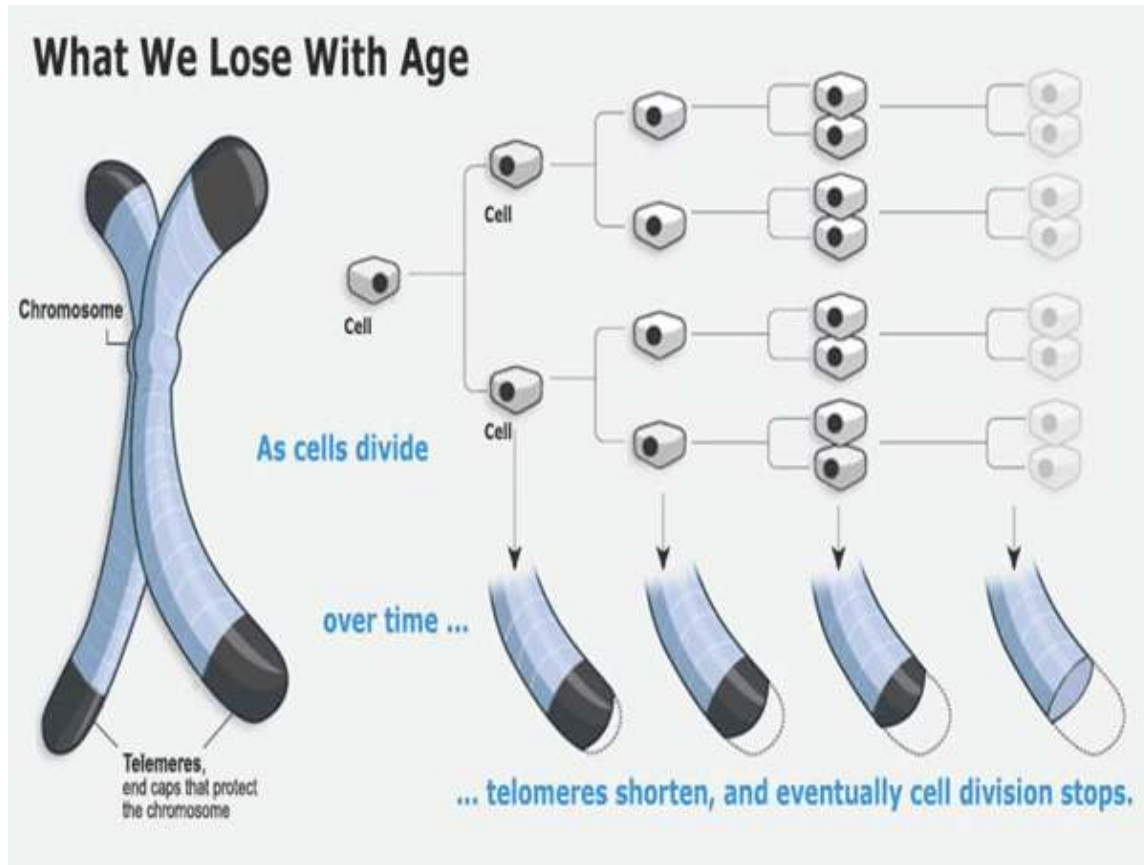 What We Lose With Age
Chromosome
Cell
Cell
Cell
As cells divide
over time ...
Telemeres,
end caps that protect
the chromosome
... telomeres shorten, and eventually cell division stops.